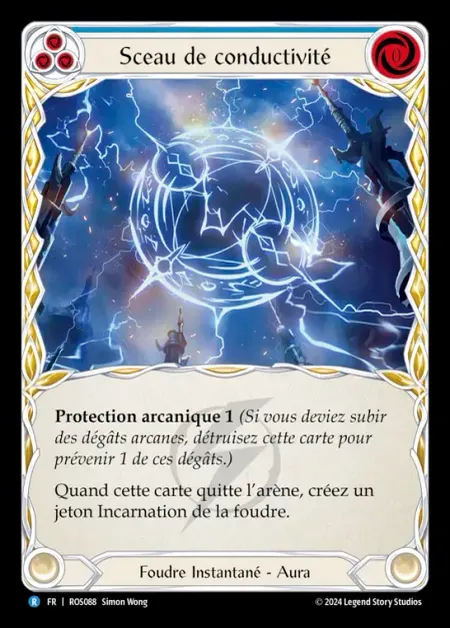 Sceau de conductivité
0
Protection arcanique 1 (Si vous deviez subir
des dégâts arcanes, détruisez cette carte pour
prévenir 1 de ces dégâts.)
Quand cette carte quitte l'arène, créez un
jeton Incarnation de la foudre.
Foudre Instantané - Aura
R FR | ROS088 Simon Wong
© 2024 Legend Story Studios